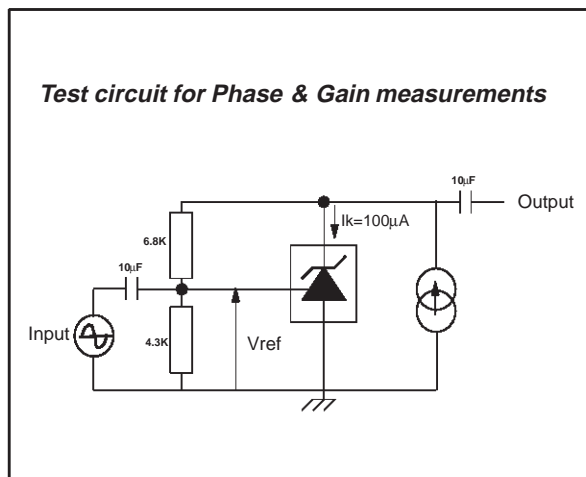 Test circuit for Phase & Gain measurements
10µF
Output
Ik=100µA
6.8K
10µF
Input
4.3K
Vref